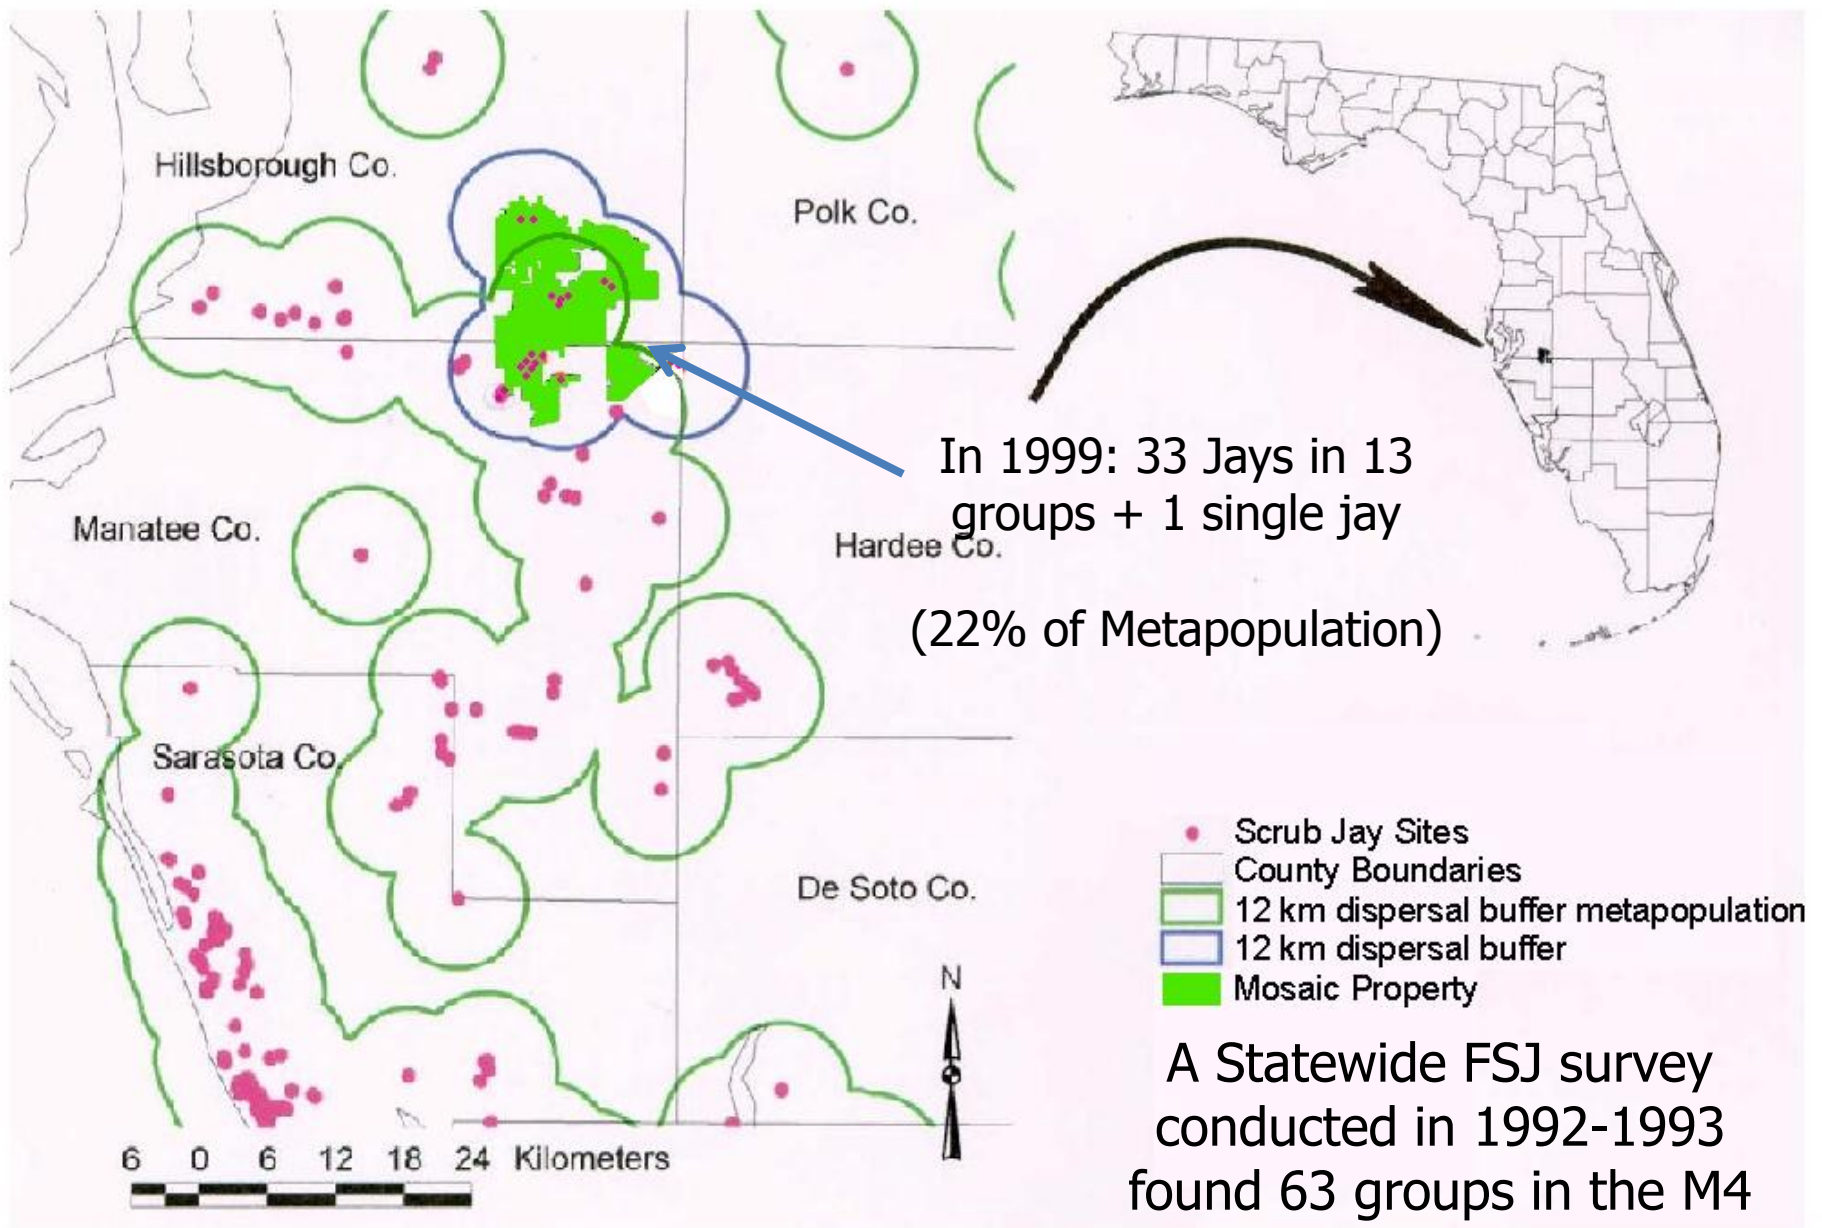 Hillsborough Co.
Polk Co.
In 1999: 33 Jays in 13
groups + 1 single jay
Manatee Co.
Hardee Co.
(22% of Metapopulation)
Sarasota Co.
Scrub Jay Sites
County Boundaries
12 km dispersal buffer metapopulation
12 km dispersal buffer
Mosaic Property
De Soto Co.
N
A Statewide FSJ survey
conducted in 1992-1993
found 63 groups in the M4
6 0 6 12 18 24 Kilometers